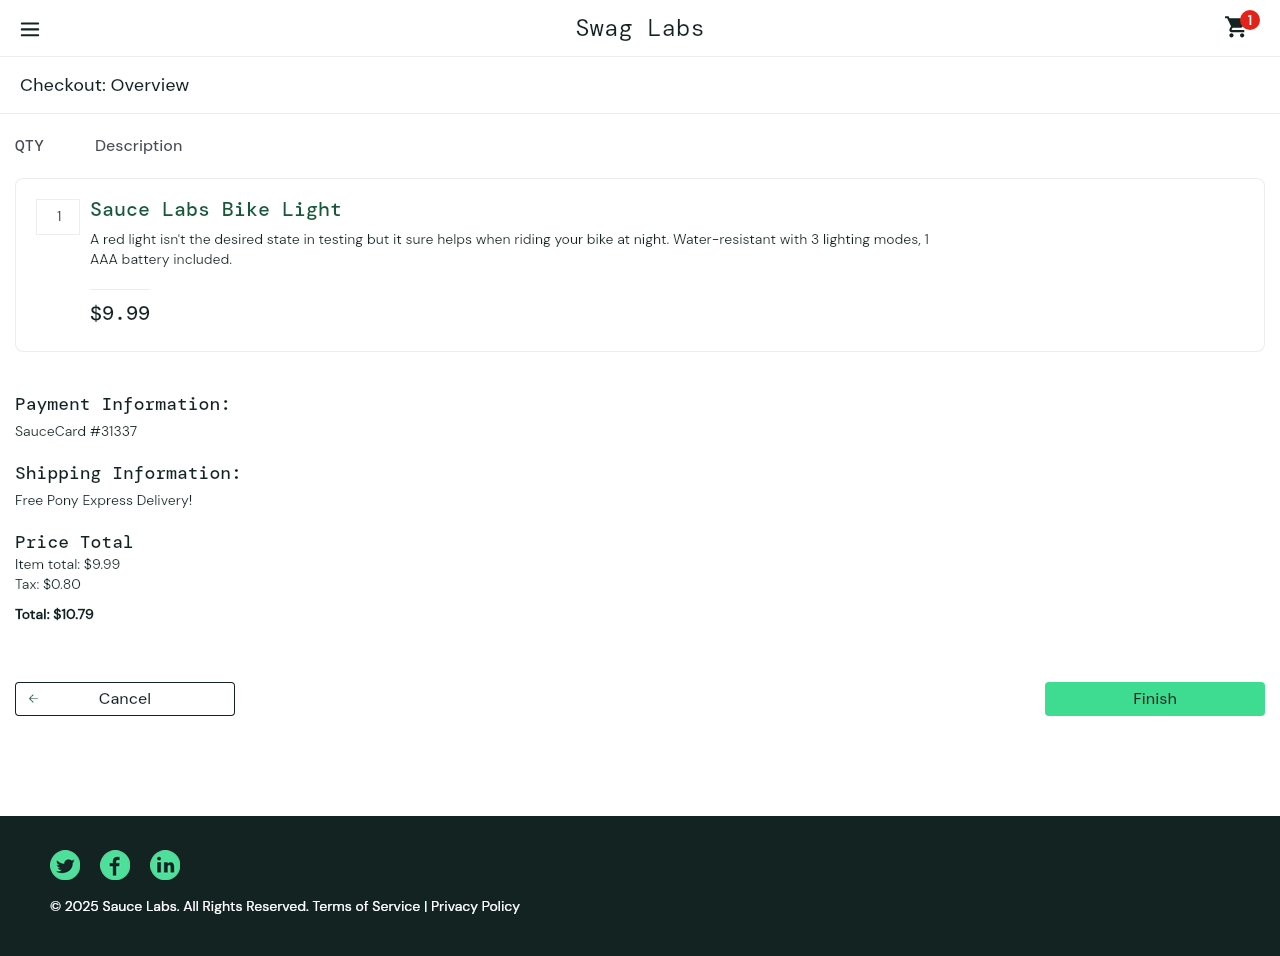 Swag Labs
1
Checkout: Overview
QTY
Description
1
Sauce Labs Bike Light
A red light isn't the desired state in testing but it sure helps when riding your bike at night. Water-resistant with 3 lighting modes, 1
AAA battery included.
$9.99
Payment Information:
SauceCard #31337
Shipping Information:
Free Pony Express Delivery!
Price Total
Item total: $9.99
Tax: $0.80
Total: $10.79
Cancel
Finish
© 2025 Sauce Labs. All Rights Reserved. Terms of Service | Privacy Policy